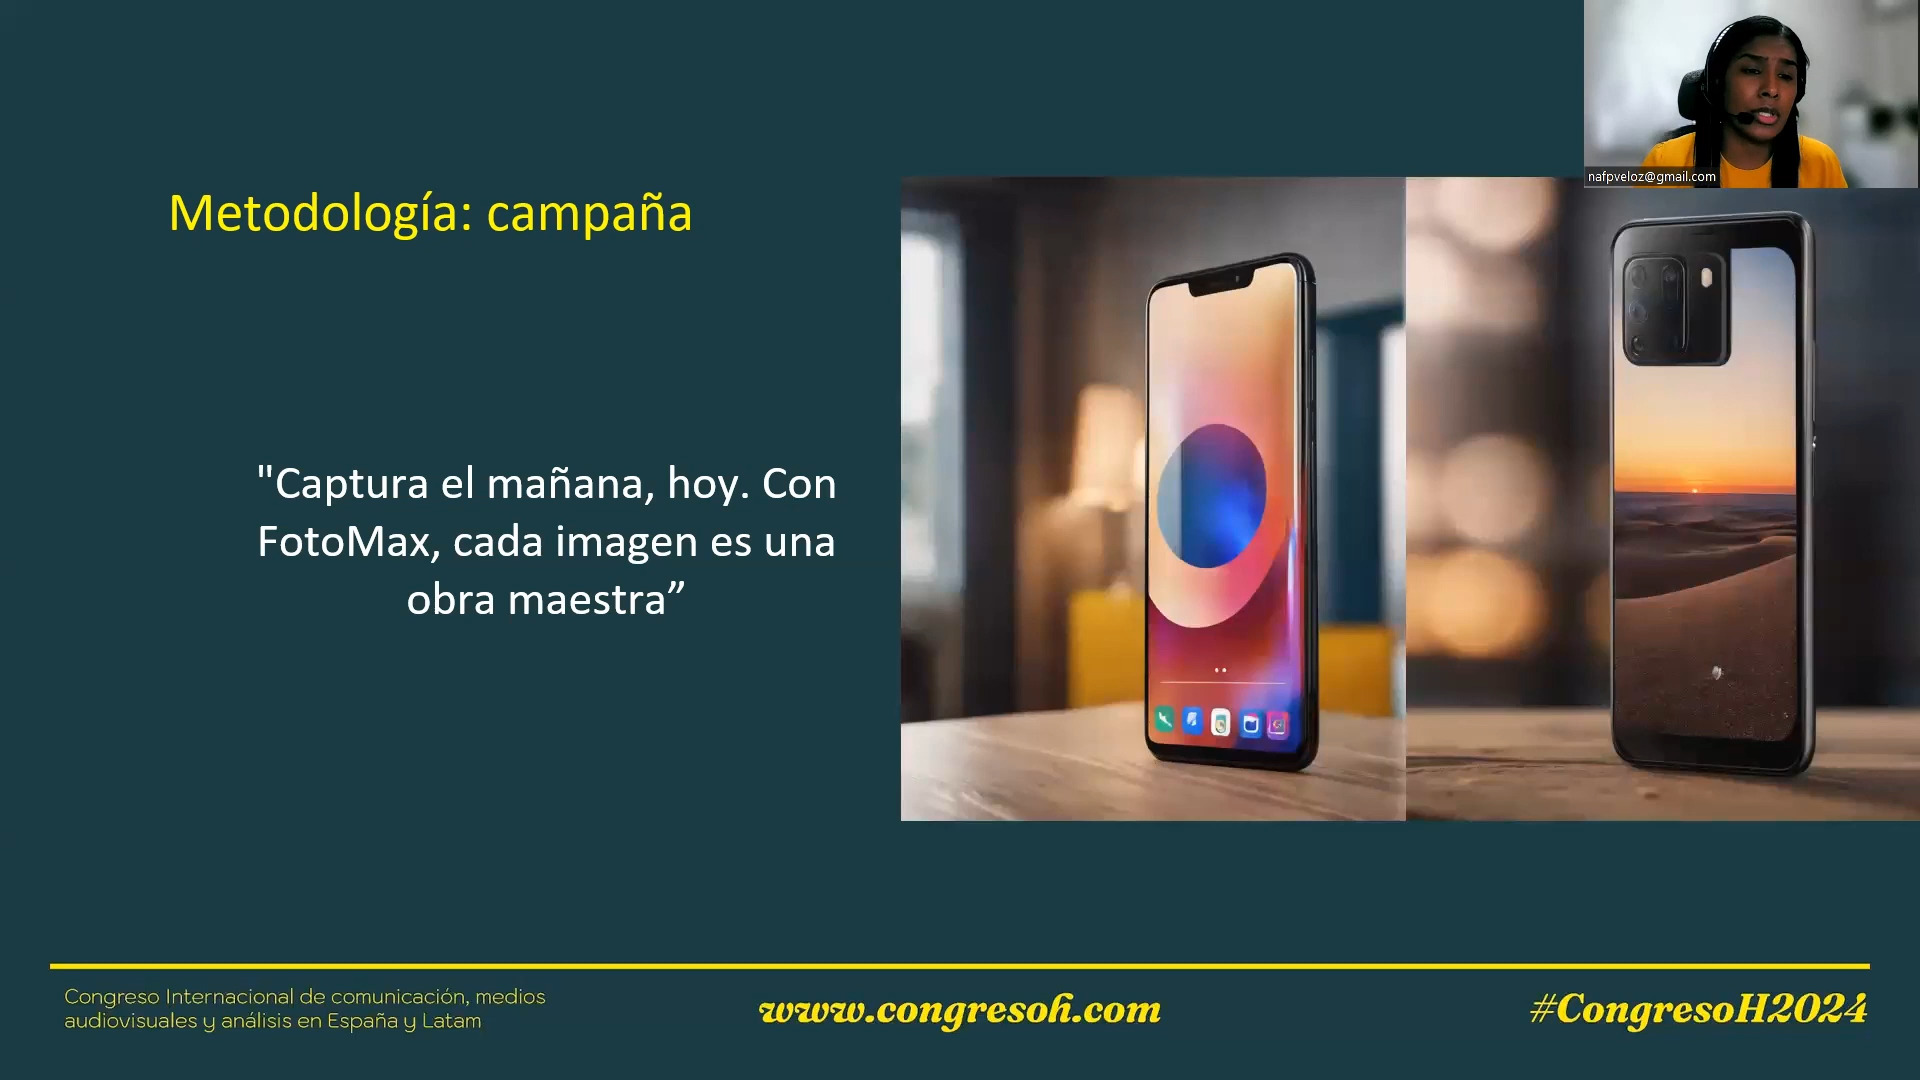 nafpveloz@gmail.com
Metodología: campaña
"Captura el mañana, hoy. Con
FotoMax, cada imagen es una
obra maestra”
Congreso Internacional de comunicación, medios
audiovisuales y análisis en España y Latam
www.congresoh.com
#CongresoH2024